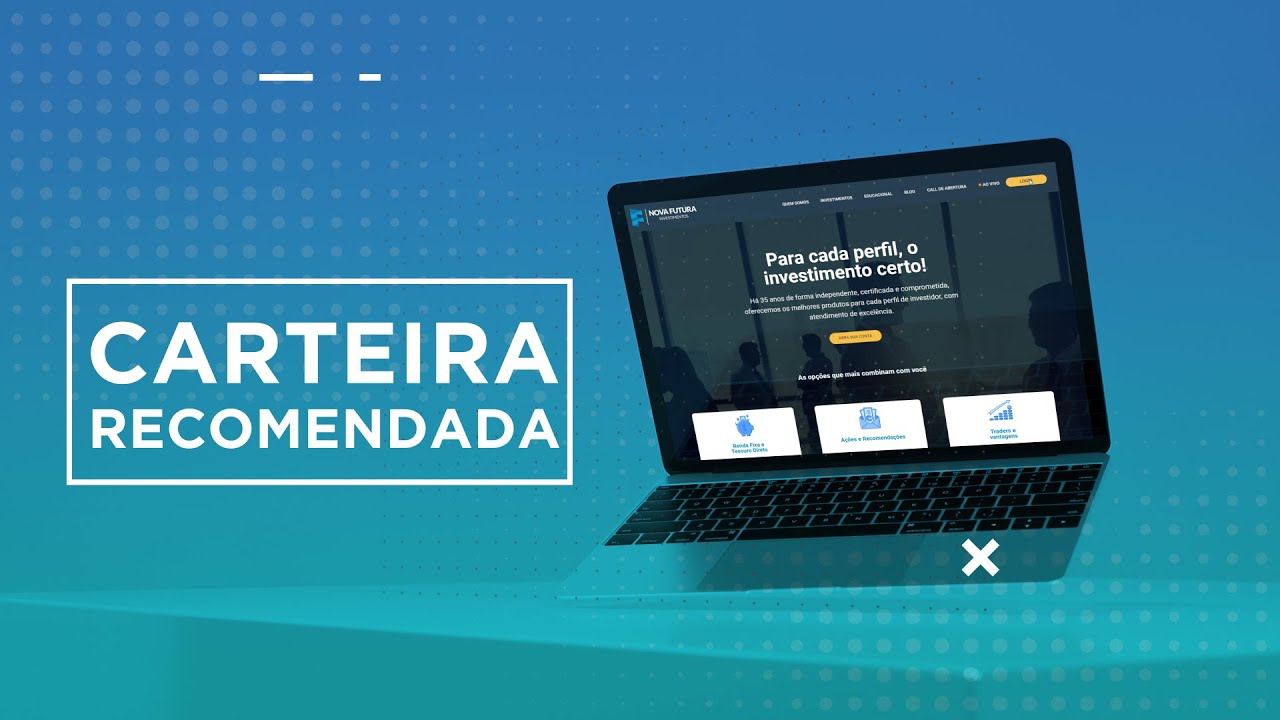 CARTEIRA
RECOMENDADA
NOVA FUTURA
INVESTIMENTOS
QUEM SOMOS
INVESTIMENTOS
EDUCACIONAL
BLOG
CALL DE ABERTURA
AO VIVO
LOGIN
Para cada perfil, o
investimento certo!
Há 35 anos de forma independente, certificada e comprometida,
oferecemos os melhores produtos para cada perfil de investidor, com
atendimento de excelência.
ABRA SUA CONTA
As opções que mais combinam com você
Renda Fixa e
Tesouro Direto
Ações e Recomendações
Traders e
vantagens